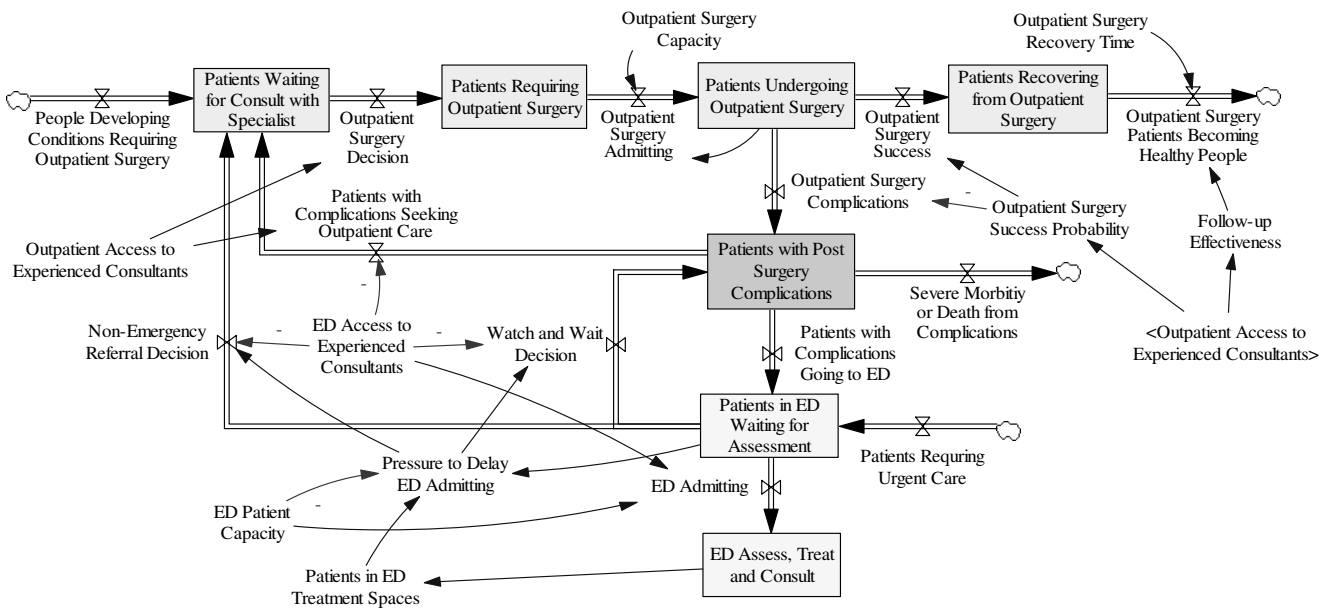 Outpatient Surgery
Capacity
Outpatient Surgery
Recovery Time
Patients Waiting
for Consult with
Specialist
Patients Requiring
Outpatient Surgery
Patients Undergoing
Outpatient Surgery
Patients Recovering
from Outpatient
Surgery
People Developing
Conditions Requiring
Outpatient Surgery
Outpatient
Surgery
Decision
Outpatient
Surgery
Admitting
Outpatient
Surgery
Success
Outpatient Surgery
Patients Becoming
Healthy People
Patients with
Complications Seeking
Outpatient Care
Outpatient Surgery
Complications
-
Outpatient Surgery
Success Probability
Follow-up
Effectiveness
Outpatient Access to
Experienced Consultants
Patients with Post
Surgery
Complications
-
Severe Morbitiy
or Death from
Complications
Non-Emergency
Referral Decision
-
ED Access to
Experienced
Consultants
-
Watch and Wait
Decision
Patients with
Complications
Going to ED
<Outpatient Access to
Experienced Consultants>
Patients in ED
Waiting for
Assessment
Patients Requring
Urgent Care
Pressure to Delay
ED Admitting
ED Admitting
-
ED Patient
Capacity
ED Assess, Treat
and Consult
Patients in ED
Treatment Spaces